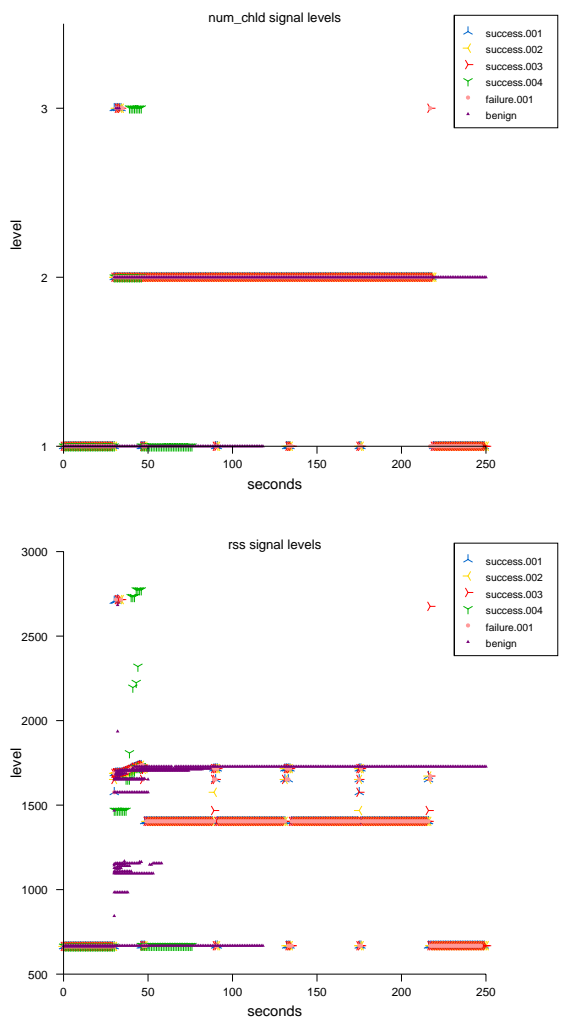 num_chld signal levels
success.001
success.002
success.003
success.004
failure.001
benign
3
2
1
level
0 50 100 150 200 250
seconds
rss signal levels
success.001
success.002
success.003
success.004
failure.001
benign
3000
2500
2000
1500
1000
500
level
0 50 100 150 200 250
seconds